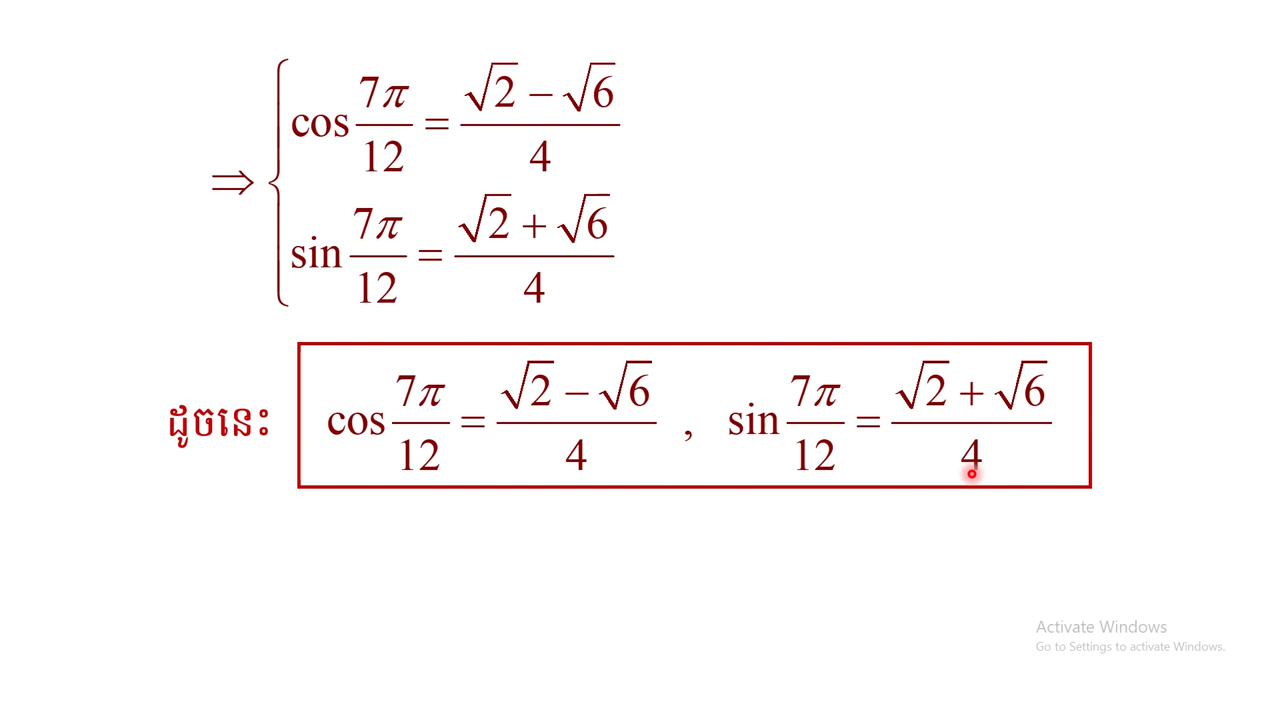 ⇒ { cos 7π/12 = (√2 − √6)/4
sin 7π/12 = (√2 + √6)/4
ដូចនេះ cos 7π/12 = (√2 − √6)/4 , sin 7π/12 = (√2 + √6)/4
Activate Windows
Go to Settings to activate Windows.